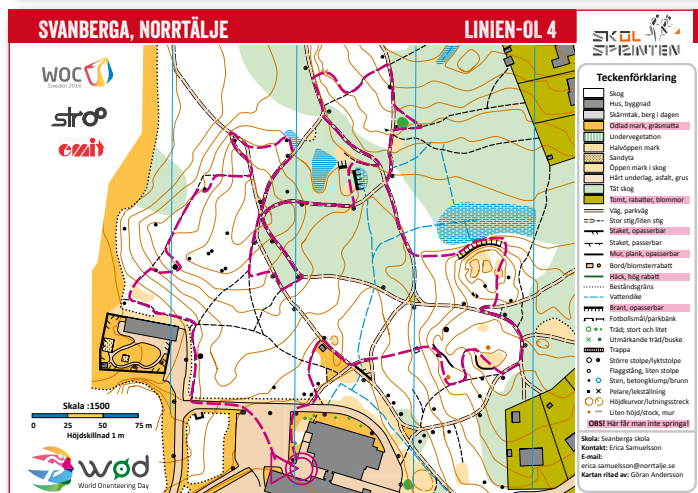 SVANBERGA, NORRTÄLJE
LINIEN-OL 4
SKOL
SPRINTEN
WOC
Sweden 2016
stroo
emit
Teckenförklaring
Skog
Hus, byggnad
Skärmtak, berg i dagen
Odlad mark, gräsmatta
Undervegetation
Halvöppen mark
Sandyta
Öppen mark i skog
Hårt underlag, asfalt, grus
Tät skog
Tomt, rabatter, blommor
Väg, parkväg
Stor stig/liten stig
Staket, opasserbar
Staket, passerbar
Mur, plank, opasserbar
Bord/blomsterrabatt
Häck, hög rabatt
Beståndsgräns
Vattendike
Brant, opasserbar
Fotbollsmål/parkbänk
Träd; stort och litet
Utmärkande träd/buske
Trappa
Större stolpe/lyktstolpe
Flaggstång, liten stolpe
Sten, betongklump/brunn
Pelare/lekställning
Höjdkurvor/lutningsstreck
Liten höjd/stock, mur
OBS! Här får man inte springa!
Skola: Svanberga skola
Kontakt: Erica Samuelsson
E-mail:
erica.samuelsson@norrtalje.se
Kartan ritad av: Göran Andersson
Skala :1500
0 25 50 75 m
Höjdskillnad 1 m
wod
World Orienteering Day